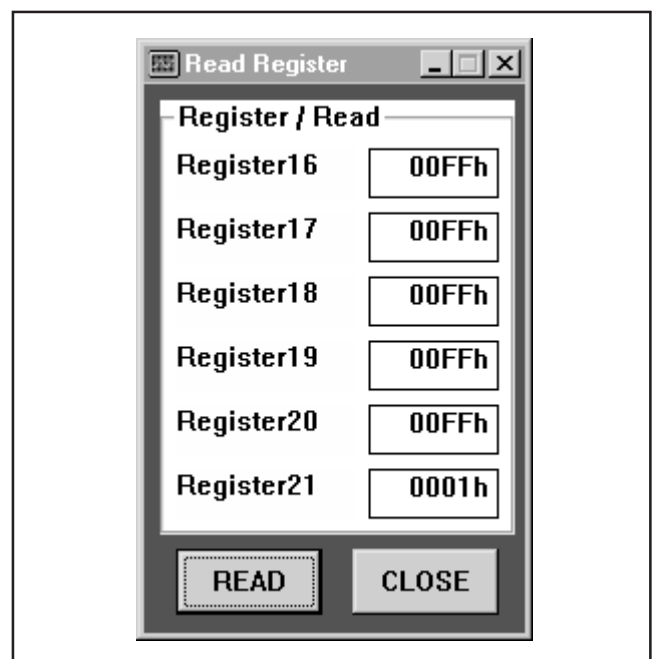 Read Register
Register / Read
Register16 00FFh
Register17 00FFh
Register18 00FFh
Register19 00FFh
Register20 00FFh
Register21 0001h
READ CLOSE